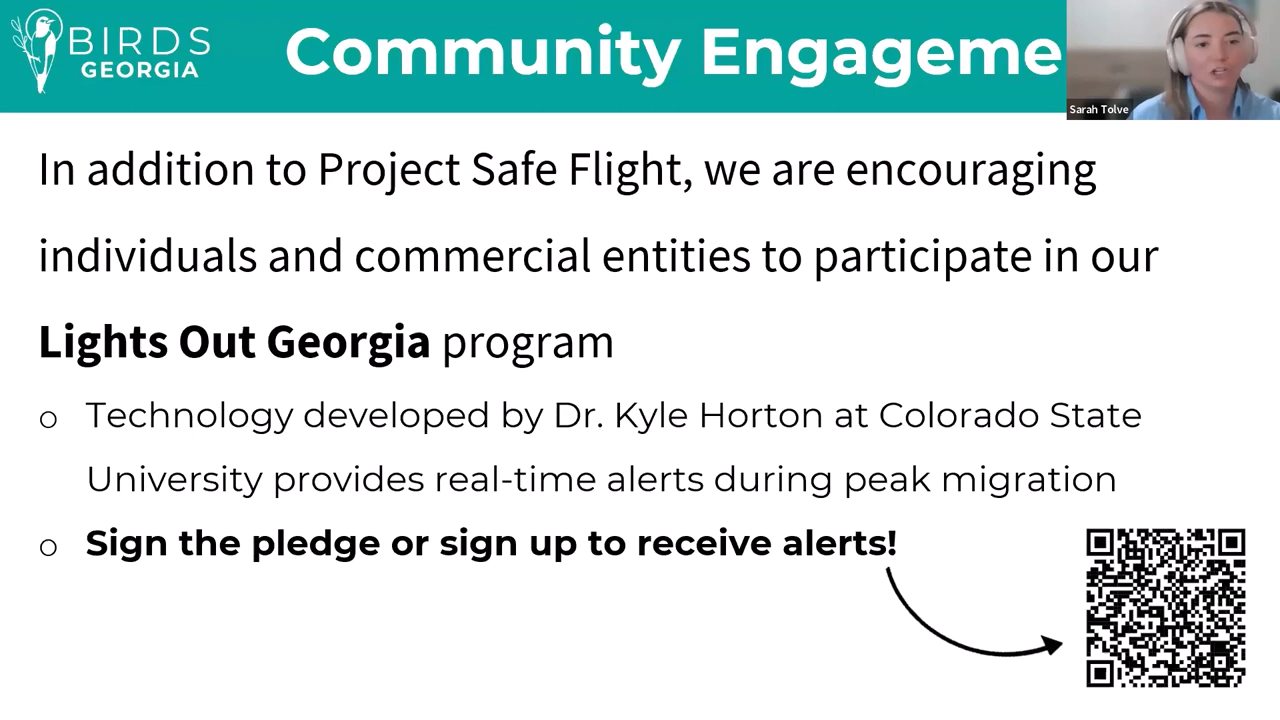 BIRDS
GEORGIA
Community Engageme
Sarah Tolve
In addition to Project Safe Flight, we are encouraging
individuals and commercial entities to participate in our
Lights Out Georgia program
o Technology developed by Dr. Kyle Horton at Colorado State
University provides real-time alerts during peak migration
o Sign the pledge or sign up to receive alerts!